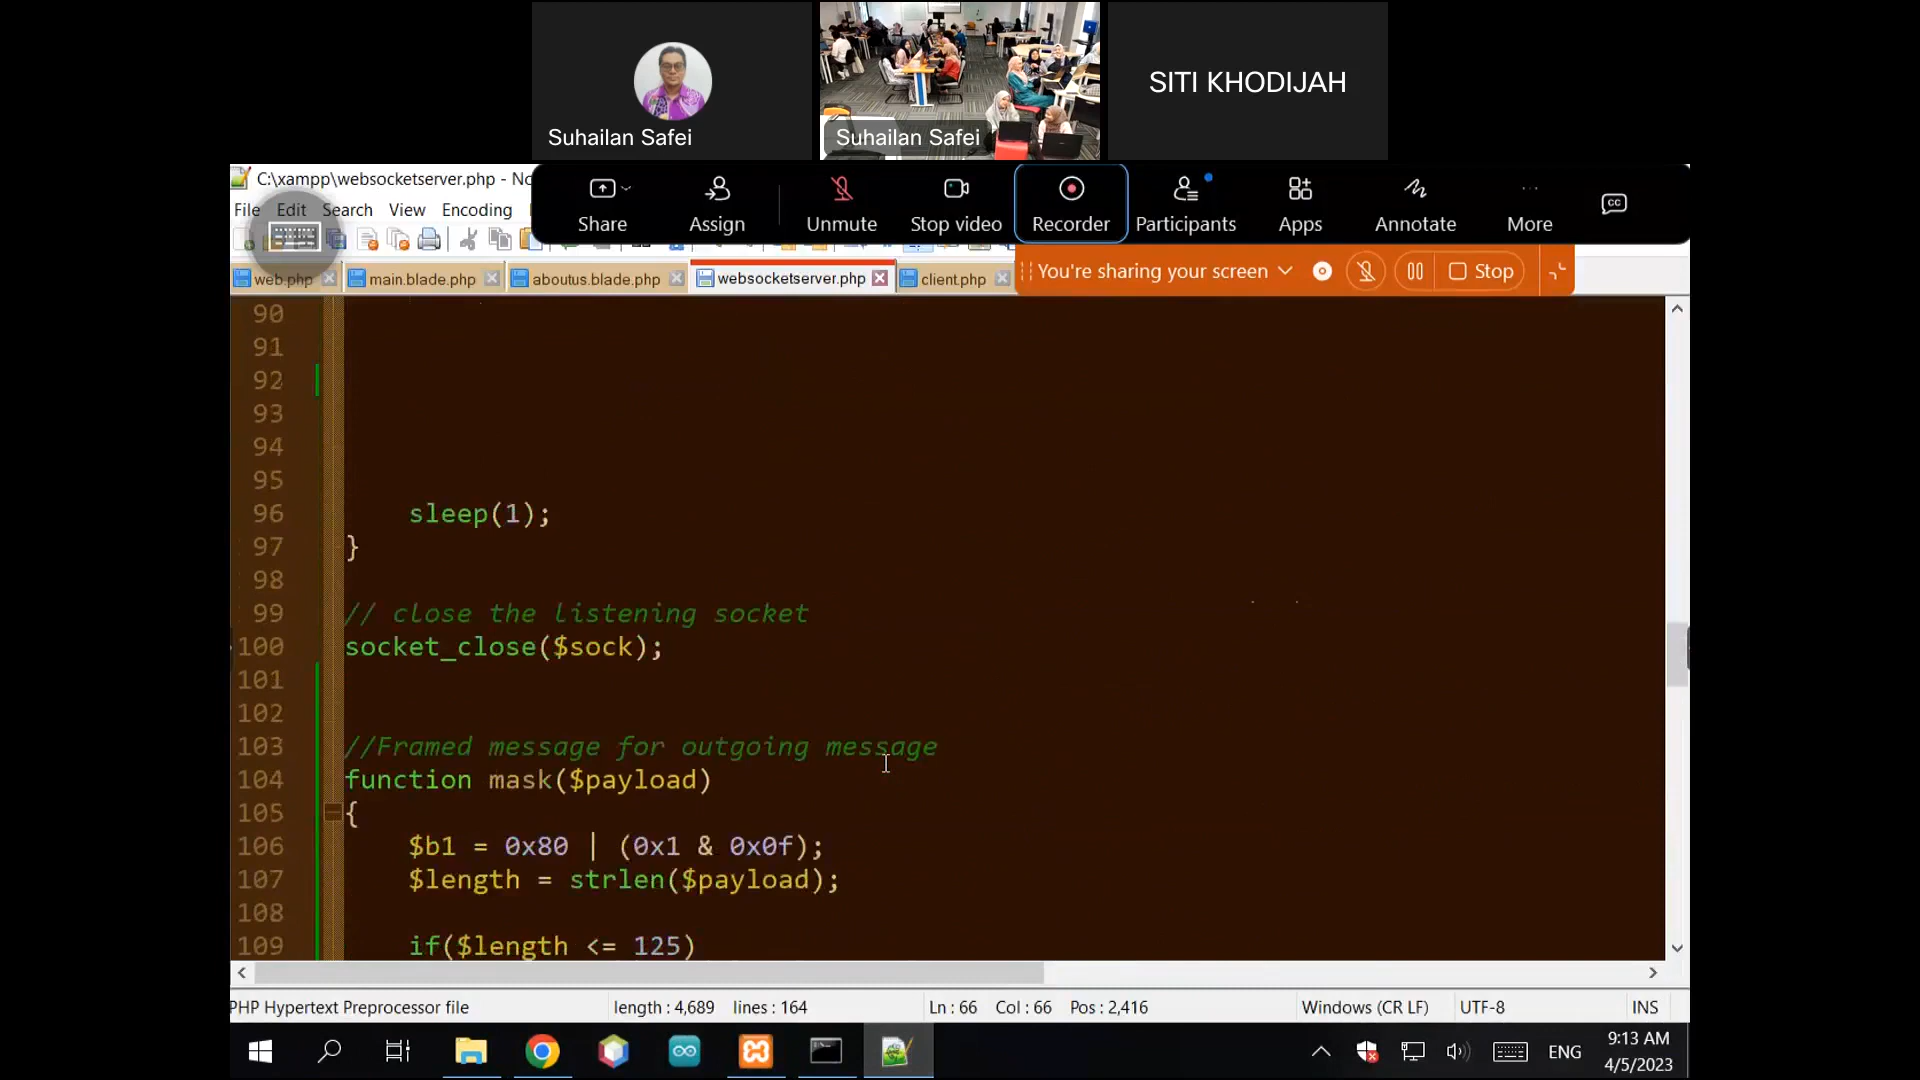 Suhailan Safei
Suhailan Safei
SITI KHODIJAH
C:\xampp\websocketserver.php - No
File Edit Search View Encoding
Share
Assign
Unmute
Stop video
Recorder
Participants
Apps
Annotate
More
You're sharing your screen
Stop
web.php
main.blade.php
aboutus.blade.php
websocketserver.php
client.php
90
91
92
93
94
95
96 sleep(1);
97 }
98
99 // close the listening socket
100 socket_close($sock);
101
102
103 //Framed message for outgoing message
104 function mask($payload)
105 {
106 $b1 = 0x80 | (0x1 & 0x0f);
107 $length = strlen($payload);
108
109 if($length <= 125)
PHP Hypertext Preprocessor file
length : 4,689 lines : 164
Ln : 66 Col : 66 Pos : 2,416
Windows (CR LF)
UTF-8
INS
ENG
9:13 AM
4/5/2023